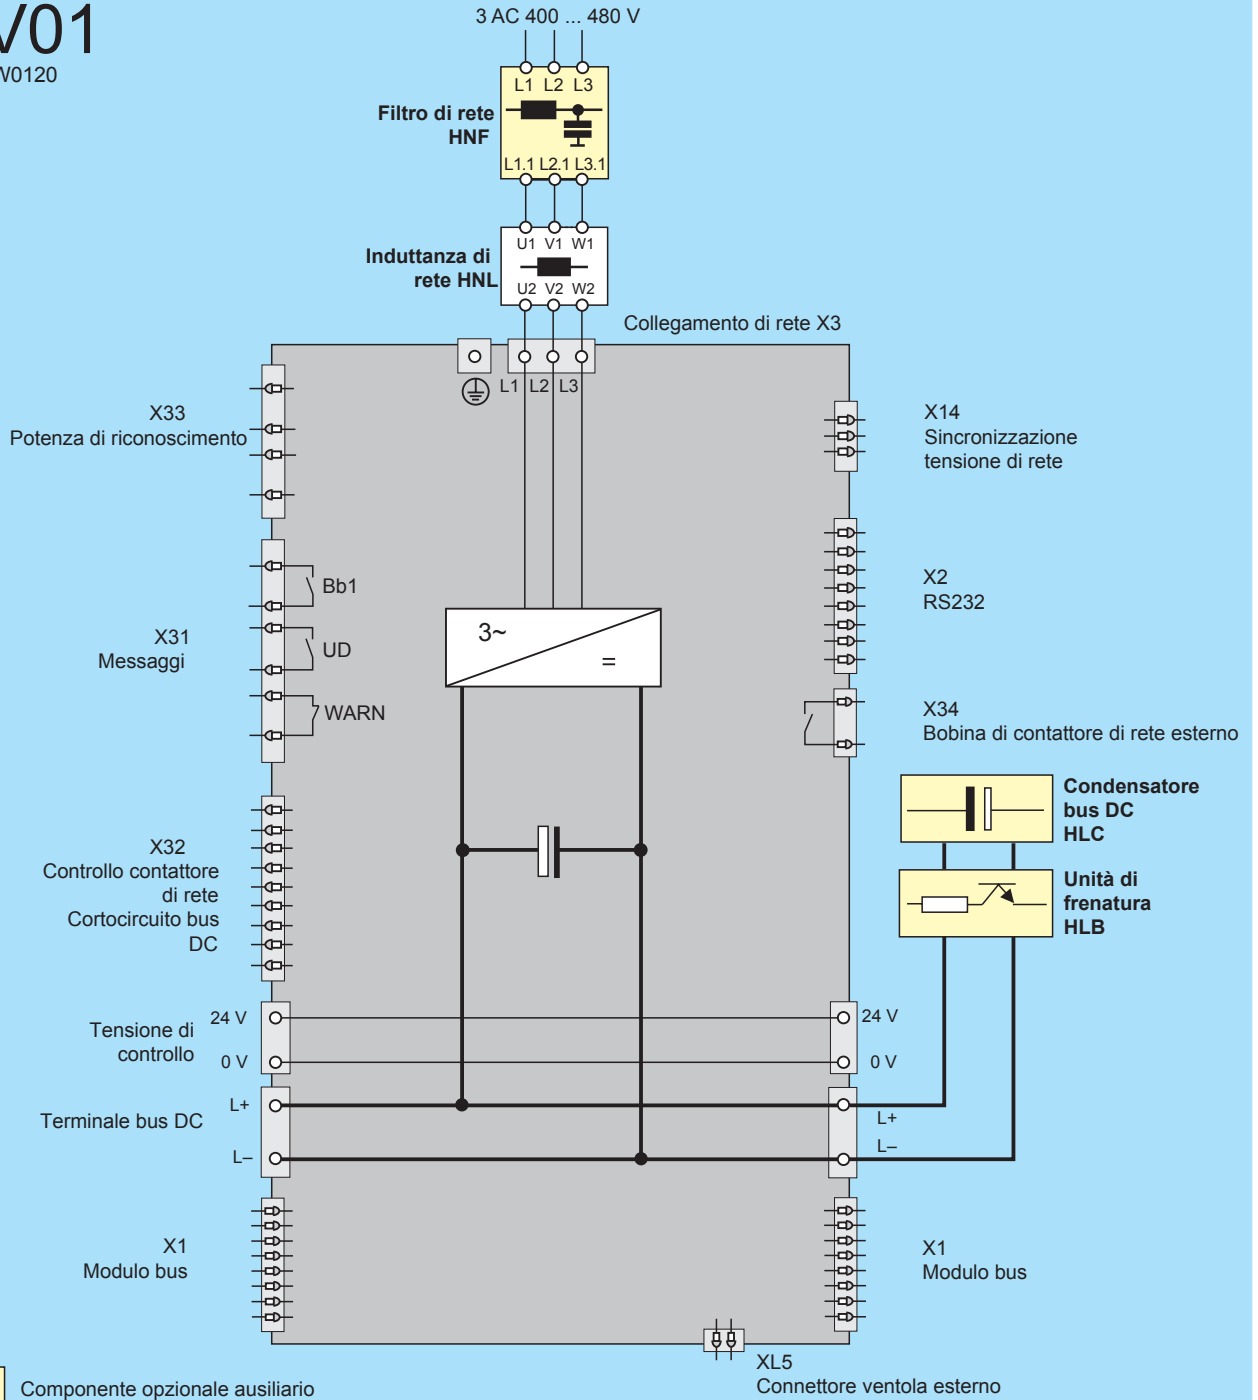 3 AC 400 ... 480 V
V01
W0120
L1 L2 L3
Filtro di rete
HNF
L1.1 L2.1 L3.1
U1 V1 W1
Induttanza di
rete HNL
U2 V2 W2
Collegamento di rete X3
L1 L2 L3
X33
Potenza di riconoscimento
X14
Sincronizzazione
tensione di rete
Bb1
X2
RS232
X31
Messaggi
UD
3~
=
WARN
X34
Bobina di contattore di rete esterno
Condensatore
bus DC
HLC
X32
Controllo contattore
di rete
Cortocircuito bus
DC
Unità di
frenatura
HLB
Tensione di
controllo
24 V
24 V
0 V
0 V
Terminale bus DC
L+
L+
L–
L–
X1
Modulo bus
X1
Modulo bus
XL5
Connettore ventola esterno
Componente opzionale ausiliario